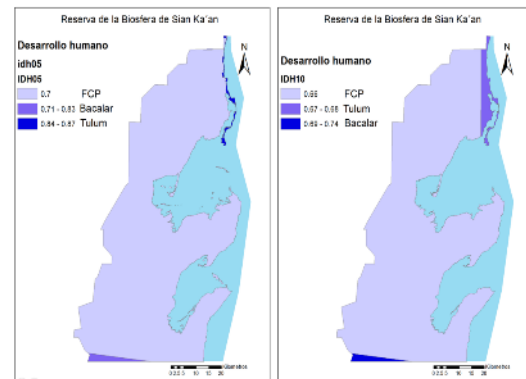 Reserva de la Biosfera de Sian Ka´an
Desarrollo humano
idh05
IDH05
0.7 FCP
0.71 - 0.83 Bacalar
0.84 - 0.87 Tulum
N
Reserva de la Biosfera de Sian Ka´an
Desarrollo humano
IDH10
0.66 FCP
0.67 - 0.68 Tulum
0.69 - 0.74 Bacalar
N